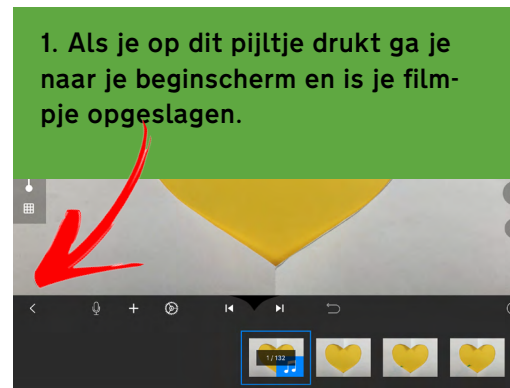 1. Als je op dit pijltje drukt ga je
naar je beginscherm en is je film-
pje opgeslagen.
1/132